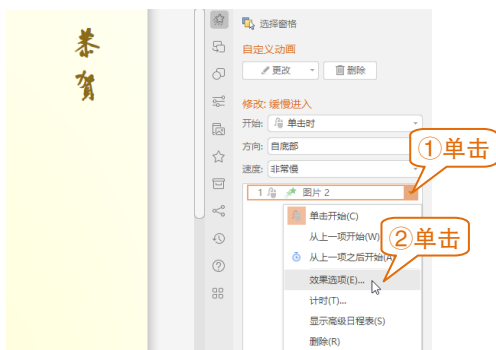 恭
賀
选择窗格
自定义动画
更改
删除
修改: 缓慢进入
开始: 单击时
方向: 自底部
速度: 非常慢
①单击
1 图片 2
单击开始(C)
从上一项开始(W)
②单击
从上一项之后开始(A
效果选项(E)...
计时(T)...
显示高级日程表(S)
删除(R)